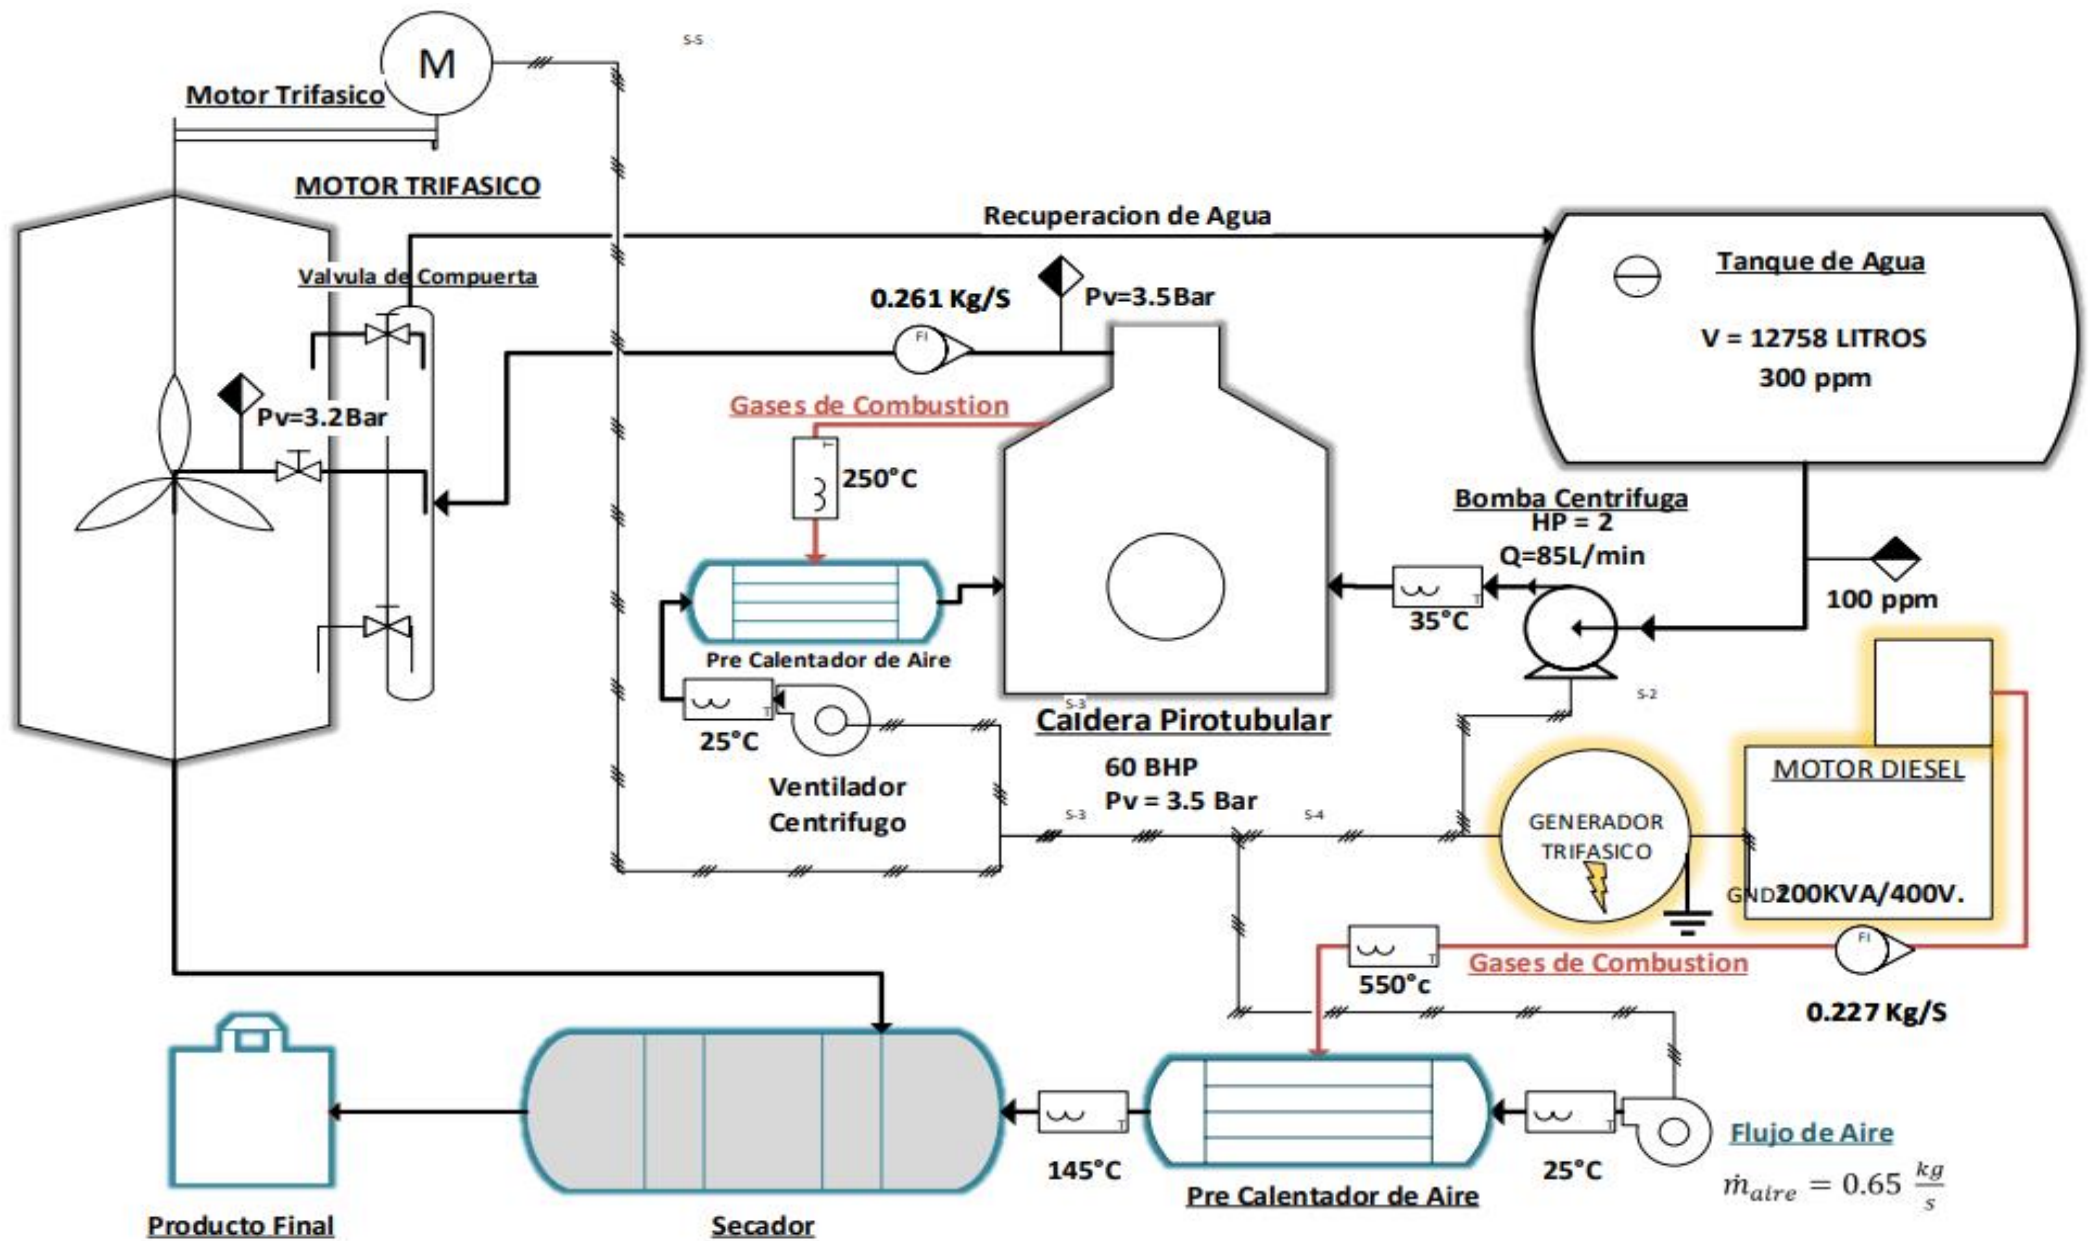 M
S-5
Motor Trifasico
MOTOR TRIFASICO
Recuperacion de Agua
Valvula de Compuerta
Tanque de Agua
V = 12758 LITROS
300 ppm
0.261 Kg/S
FI
Pv=3.5Bar
Pv=3.2Bar
Gases de Combustion
T
250°C
Bomba Centrifuga
HP = 2
Q=85L/min
T
35°C
100 ppm
Pre Calentador de Aire
T
25°C
Ventilador
Centrifugo
S-3
Caldera Pirotubular
60 BHP
Pv = 3.5 Bar
S-2
S-3
S-4
GENERADOR
TRIFASICO
MOTOR DIESEL
GND
200KVA/400V.
T
550°c
Gases de Combustion
FI
0.227 Kg/S
T
145°C
T
25°C
Flujo de Aire
ṁaire = 0.65 kg/s
Pre Calentador de Aire
Producto Final
Secador